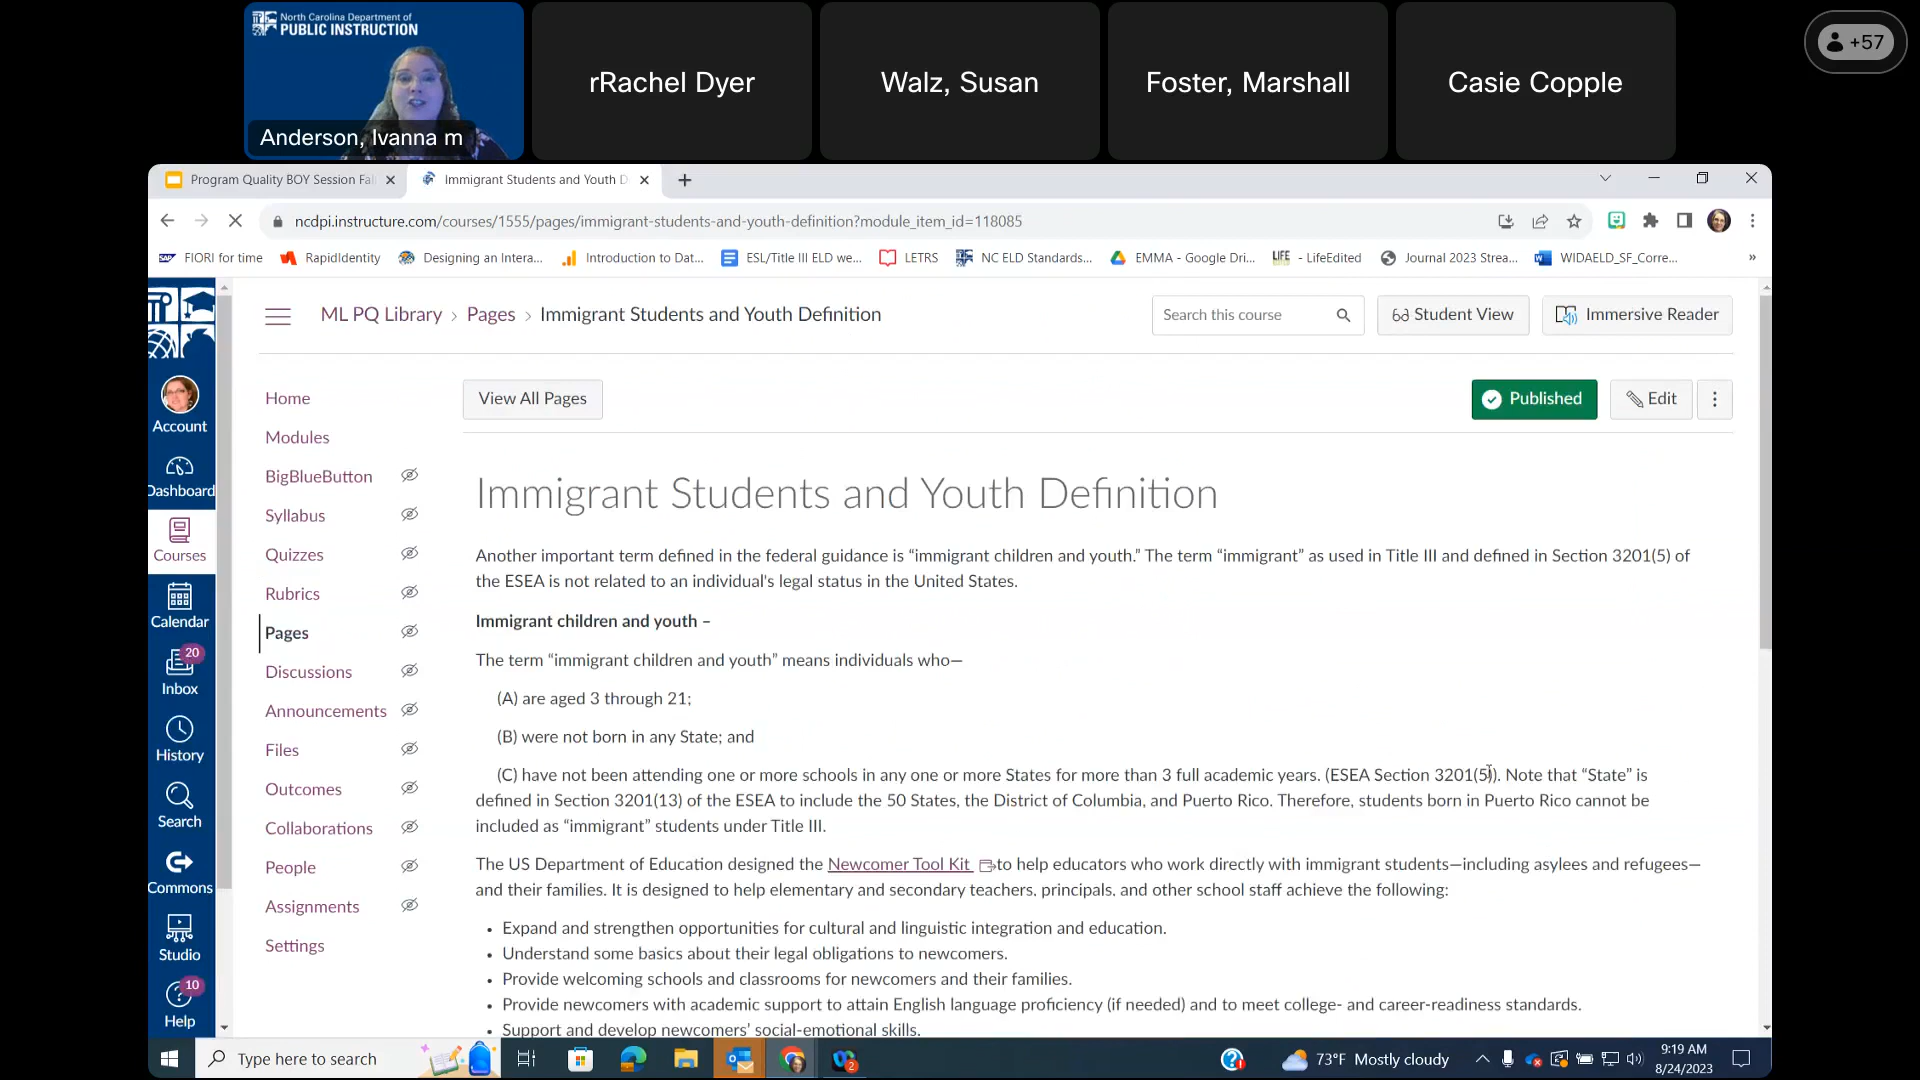 North Carolina Department of
PUBLIC INSTRUCTION
Anderson, Ivanna m
rRachel Dyer
Walz, Susan
Foster, Marshall
Casie Copple
+57
Program Quality BOY Session Fal
Immigrant Students and Youth D
ncdpi.instructure.com/courses/1555/pages/immigrant-students-and-youth-definition?module_item_id=118085
FIORI for time
RapidIdentity
Designing an Intera...
Introduction to Dat...
ESL/Title III ELD we...
LETRS
NC ELD Standards...
EMMA - Google Dri...
LIFE - LifeEdited
Journal 2023 Strea...
WIDAELD_SF_Corre...
»
ML PQ Library › Pages › Immigrant Students and Youth Definition
Search this course
Student View
Immersive Reader
Account
Dashboard
Courses
Calendar
20
Inbox
History
Search
Commons
Studio
10
Help
Home
Modules
BigBlueButton
Syllabus
Quizzes
Rubrics
Pages
Discussions
Announcements
Files
Outcomes
Collaborations
People
Assignments
Settings
View All Pages
Published
Edit
Immigrant Students and Youth Definition
Another important term defined in the federal guidance is “immigrant children and youth.” The term “immigrant” as used in Title III and defined in Section 3201(5) of
the ESEA is not related to an individual's legal status in the United States.
Immigrant children and youth –
The term “immigrant children and youth” means individuals who—
(A) are aged 3 through 21;
(B) were not born in any State; and
(C) have not been attending one or more schools in any one or more States for more than 3 full academic years. (ESEA Section 3201(5)). Note that “State” is
defined in Section 3201(13) of the ESEA to include the 50 States, the District of Columbia, and Puerto Rico. Therefore, students born in Puerto Rico cannot be
included as “immigrant” students under Title III.
The US Department of Education designed the Newcomer Tool Kit to help educators who work directly with immigrant students—including asylees and refugees—
and their families. It is designed to help elementary and secondary teachers, principals, and other school staff achieve the following:
• Expand and strengthen opportunities for cultural and linguistic integration and education.
• Understand some basics about their legal obligations to newcomers.
• Provide welcoming schools and classrooms for newcomers and their families.
• Provide newcomers with academic support to attain English language proficiency (if needed) and to meet college- and career-readiness standards.
• Support and develop newcomers’ social-emotional skills.
Type here to search
2
73°F Mostly cloudy
9:19 AM
8/24/2023